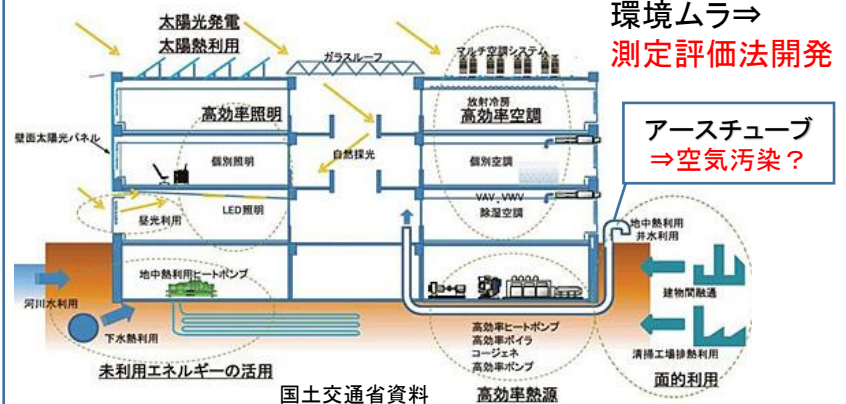 環境ムラ⇒
測定評価法開発
太陽光発電
太陽熱利用
ガラスルーフ
マルチ空調システム
放射冷房
高効率照明
高効率空調
アースチューブ
⇒空気汚染?
壁面太陽光パネル
個別照明
自然採光
個別空調
昼光利用
LED照明
VAV、VWV
除湿空調
地中熱利用
井水利用
地中熱利用ヒートポンプ
河川水利用
下水熱利用
建物間融通
高効率ヒートポンプ
高効率ボイラ
コージェネ
高効率ポンプ
清掃工場排熱利用
未利用エネルギーの活用
面的利用
国土交通省資料
高効率熱源